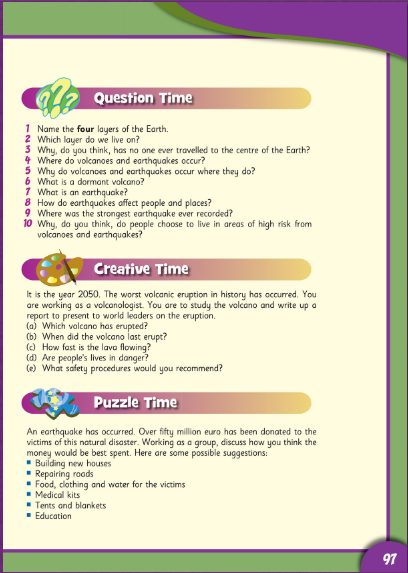 ???
Question Time
1 Name the four layers of the Earth.
2 Which layer do we live on?
3 Why, do you think, has no one ever travelled to the centre of the Earth?
4 Where do volcanoes and earthquakes occur?
5 Why do volcanoes and earthquakes occur where they do?
6 What is a dormant volcano?
7 What is an earthquake?
8 How do earthquakes affect people and places?
9 Where was the strongest earthquake ever recorded?
10 Why, do you think, do people choose to live in areas of high risk from
volcanoes and earthquakes?
Creative Time
It is the year 2050. The worst volcanic eruption in history has occurred. You
are working as a volcanologist. You are to study the volcano and write up a
report to present to world leaders on the eruption.
(a) Which volcano has erupted?
(b) When did the volcano last erupt?
(c) How fast is the lava flowing?
(d) Are people's lives in danger?
(e) What safety procedures would you recommend?
Puzzle Time
An earthquake has occurred. Over fifty million euro has been donated to the
victims of this natural disaster. Working as a group, discuss how you think the
money would be best spent. Here are some possible suggestions:
■ Building new houses
■ Repairing roads
■ Food, clothing and water for the victims
■ Medical kits
■ Tents and blankets
■ Education
97